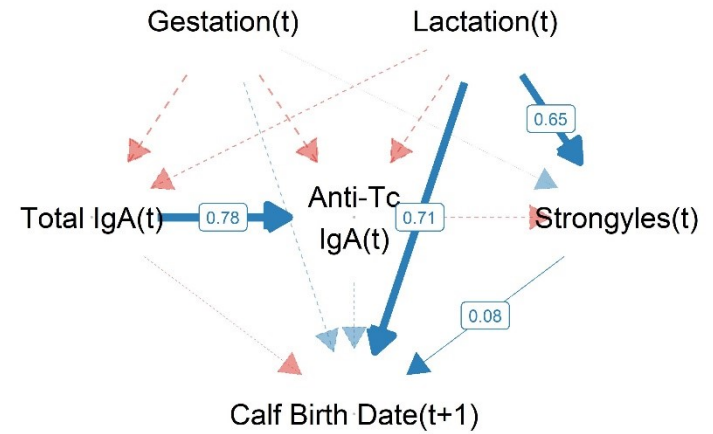 Gestation(t) Lactation(t)
0.65
Anti-Tc
Total IgA(t) 0.78 0.71 Strongyles(t)
IgA(t)
0.08
Calf Birth Date(t+1)